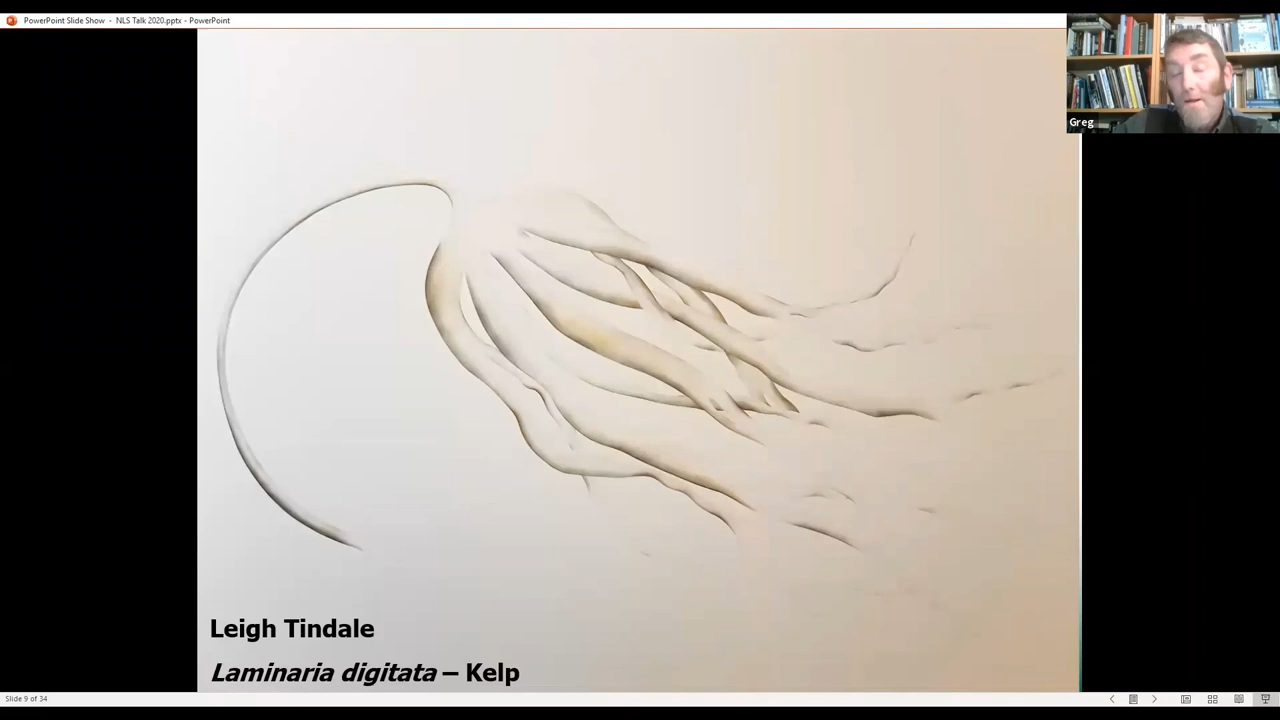 PowerPoint Slide Show - NLS Talk 2020.pptx - PowerPoint
Greg
Leigh Tindale
Laminaria digitata – Kelp
Slide 9 of 34